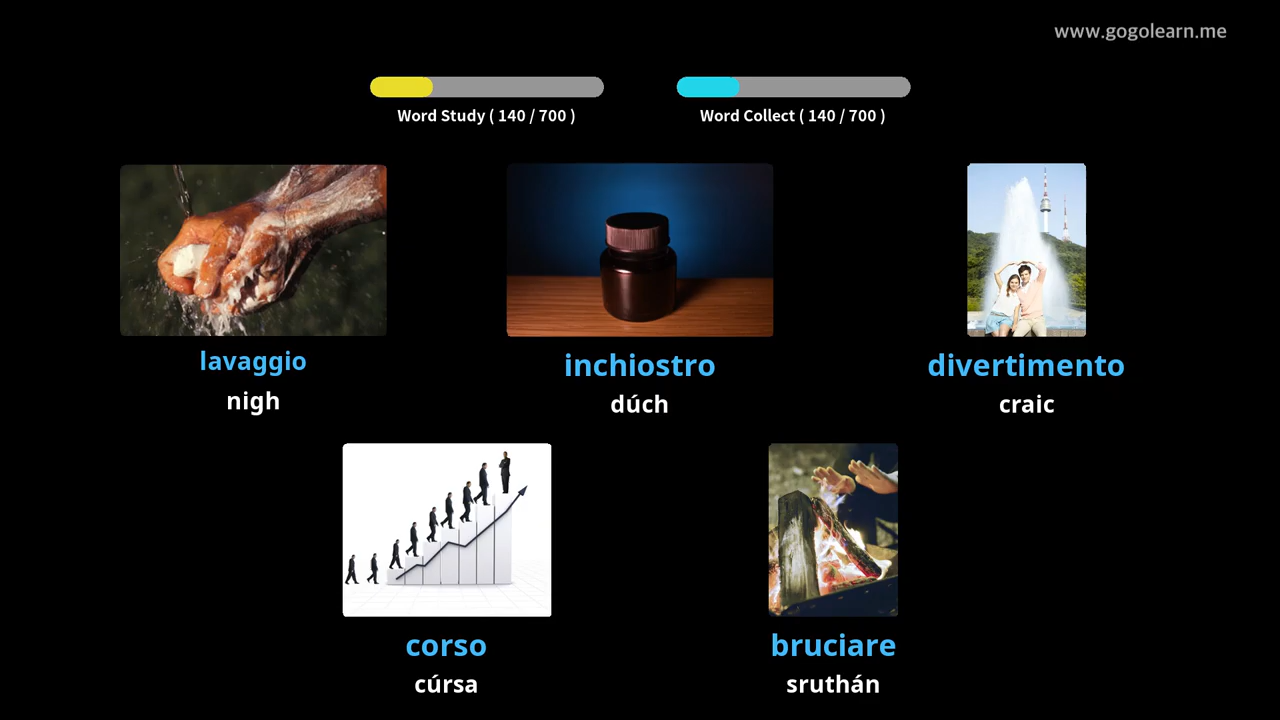 www.gogolearn.me
Word Study ( 140 / 700 )
Word Collect ( 140 / 700 )
lavaggio
nigh
inchiostro
dúch
divertimento
craic
corso
cúrsa
bruciare
sruthán